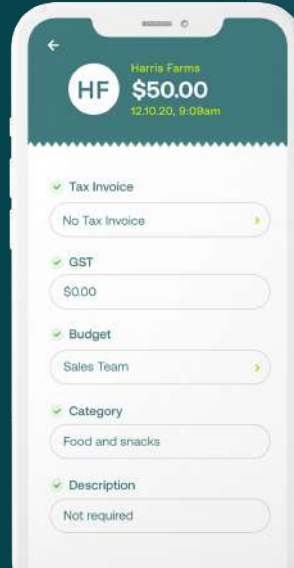 Harris Farms
HF
$50.00
12.10.20, 9:09am
Tax Invoice
No Tax Invoice
GST
$0.00
Budget
Sales Team
Category
Food and snacks
Description
Not required